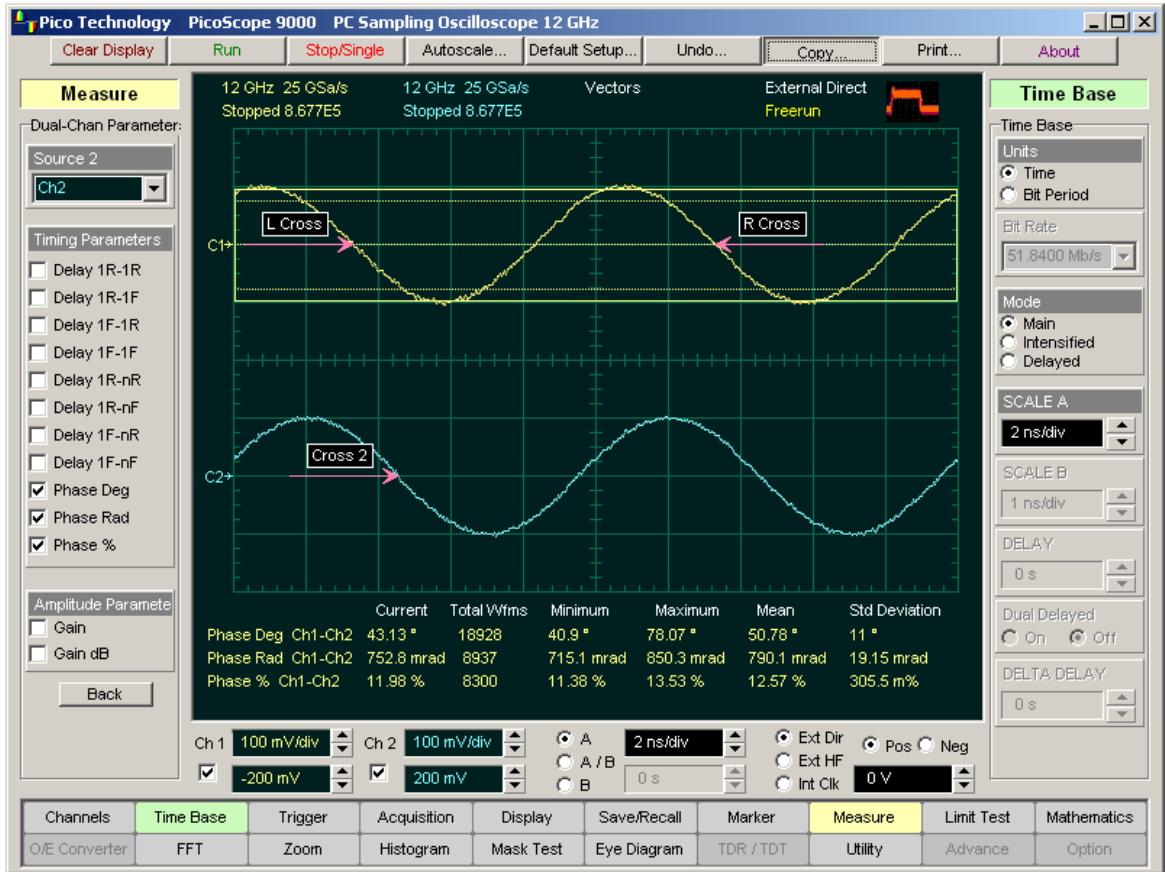 Pico Technology PicoScope 9000 PC Sampling Oscilloscope 12 GHz
Clear Display Run Stop/Single Autoscale... Default Setup... Undo... Copy... Print... About
Measure
Dual-Chan Parameter:
Source 2
Ch2
Timing Parameters
Delay 1R-1R
Delay 1R-1F
Delay 1F-1R
Delay 1F-1F
Delay 1R-nR
Delay 1R-nF
Delay 1F-nR
Delay 1F-nF
Phase Deg
Phase Rad
Phase %
Amplitude Paramete
Gain
Gain dB
Back
12 GHz 25 GSa/s 12 GHz 25 GSa/s Vectors External Direct
Stopped 8.677E5 Stopped 8.677E5 Freerun
L Cross R Cross
C1
Cross 2
C2
Current Total Wfms Minimum Maximum Mean Std Deviation
Phase Deg Ch1-Ch2 43.13 ° 18928 40.9 ° 78.07 ° 50.78 ° 11 °
Phase Rad Ch1-Ch2 752.8 mrad 8937 715.1 mrad 850.3 mrad 790.1 mrad 19.15 mrad
Phase % Ch1-Ch2 11.98 % 8300 11.38 % 13.53 % 12.57 % 305.5 m%
Ch 1 100 mV/div Ch 2 100 mV/div A 2 ns/div Ext Dir Pos Neg
A / B Ext HF
-200 mV 200 mV B 0 s Int Clk 0 V
Time Base
Time Base
Units
Time
Bit Period
Bit Rate
51.8400 Mb/s
Mode
Main
Intensified
Delayed
SCALE A
2 ns/div
SCALE B
1 ns/div
DELAY
0 s
Dual Delayed
On Off
DELTA DELAY
0 s
Channels Time Base Trigger Acquisition Display Save/Recall Marker Measure Limit Test Mathematics
O/E Converter FFT Zoom Histogram Mask Test Eye Diagram TDR / TDT Utility Advance Option